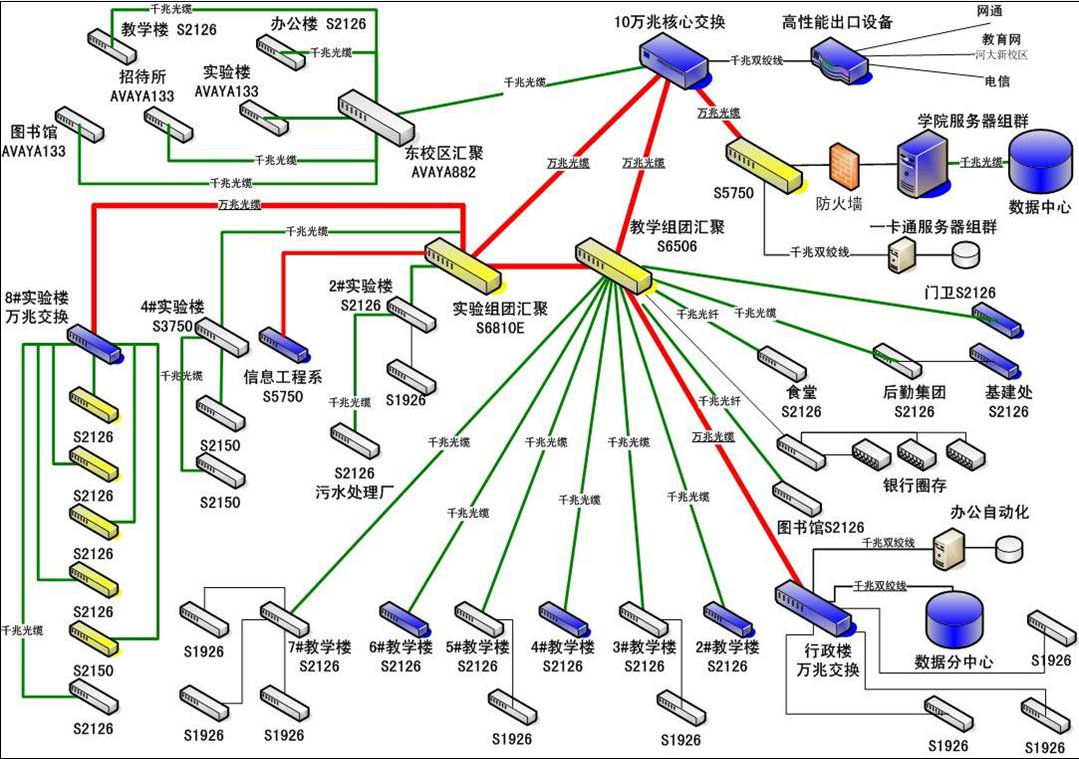 千兆光缆
教学楼 S2126
办公楼 S2126
千兆光缆
招待所
AVAYA133
实验楼
AVAYA133
图书馆
AVAYA133
千兆光缆
千兆光缆
东校区汇聚
AVAYA882
千兆光缆
10万兆核心交换
高性能出口设备
网通
教育网
河大新校区
电信
千兆双绞线
万兆光缆
万兆光缆
万兆光缆
S5750
防火墙
学院服务器组群
千兆光缆
数据中心
一卡通服务器组群
千兆双绞线
万兆光缆
千兆光缆
教学组团汇聚
S6506
实验组团汇聚
S6810E
8#实验楼
万兆交换
4#实验楼
S3750
千兆光缆
信息工程系
S5750
2#实验楼
S2126
S1926
千兆光缆
S2126
污水处理厂
S2150
S2150
S2126
S2126
S2126
S2126
S2150
S2126
千兆光缆
门卫S2126
千兆光纤
千兆光缆
食堂
S2126
后勤集团
S2126
基建处
S2126
千兆光纤
万兆光缆
银行圈存
图书馆S2126
千兆光缆
千兆光缆
千兆光缆
千兆光缆
千兆光缆
千兆光缆
办公自动化
千兆双绞线
千兆双绞线
数据分中心
行政楼
万兆交换
S1926
S1926
S1926
S1926
S1926
S1926
7#教学楼
S2126
6#教学楼
S2126
5#教学楼
S2126
4#教学楼
S2126
3#教学楼
S2126
2#教学楼
S2126
S1926
S1926